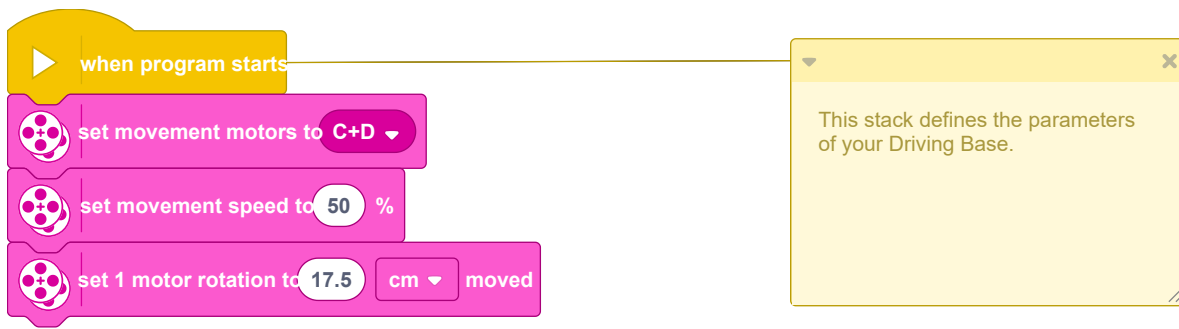 when program starts
set movement motors to C+D
set movement speed to 50 %
set 1 motor rotation to 17.5 cm moved
This stack defines the parameters
of your Driving Base.